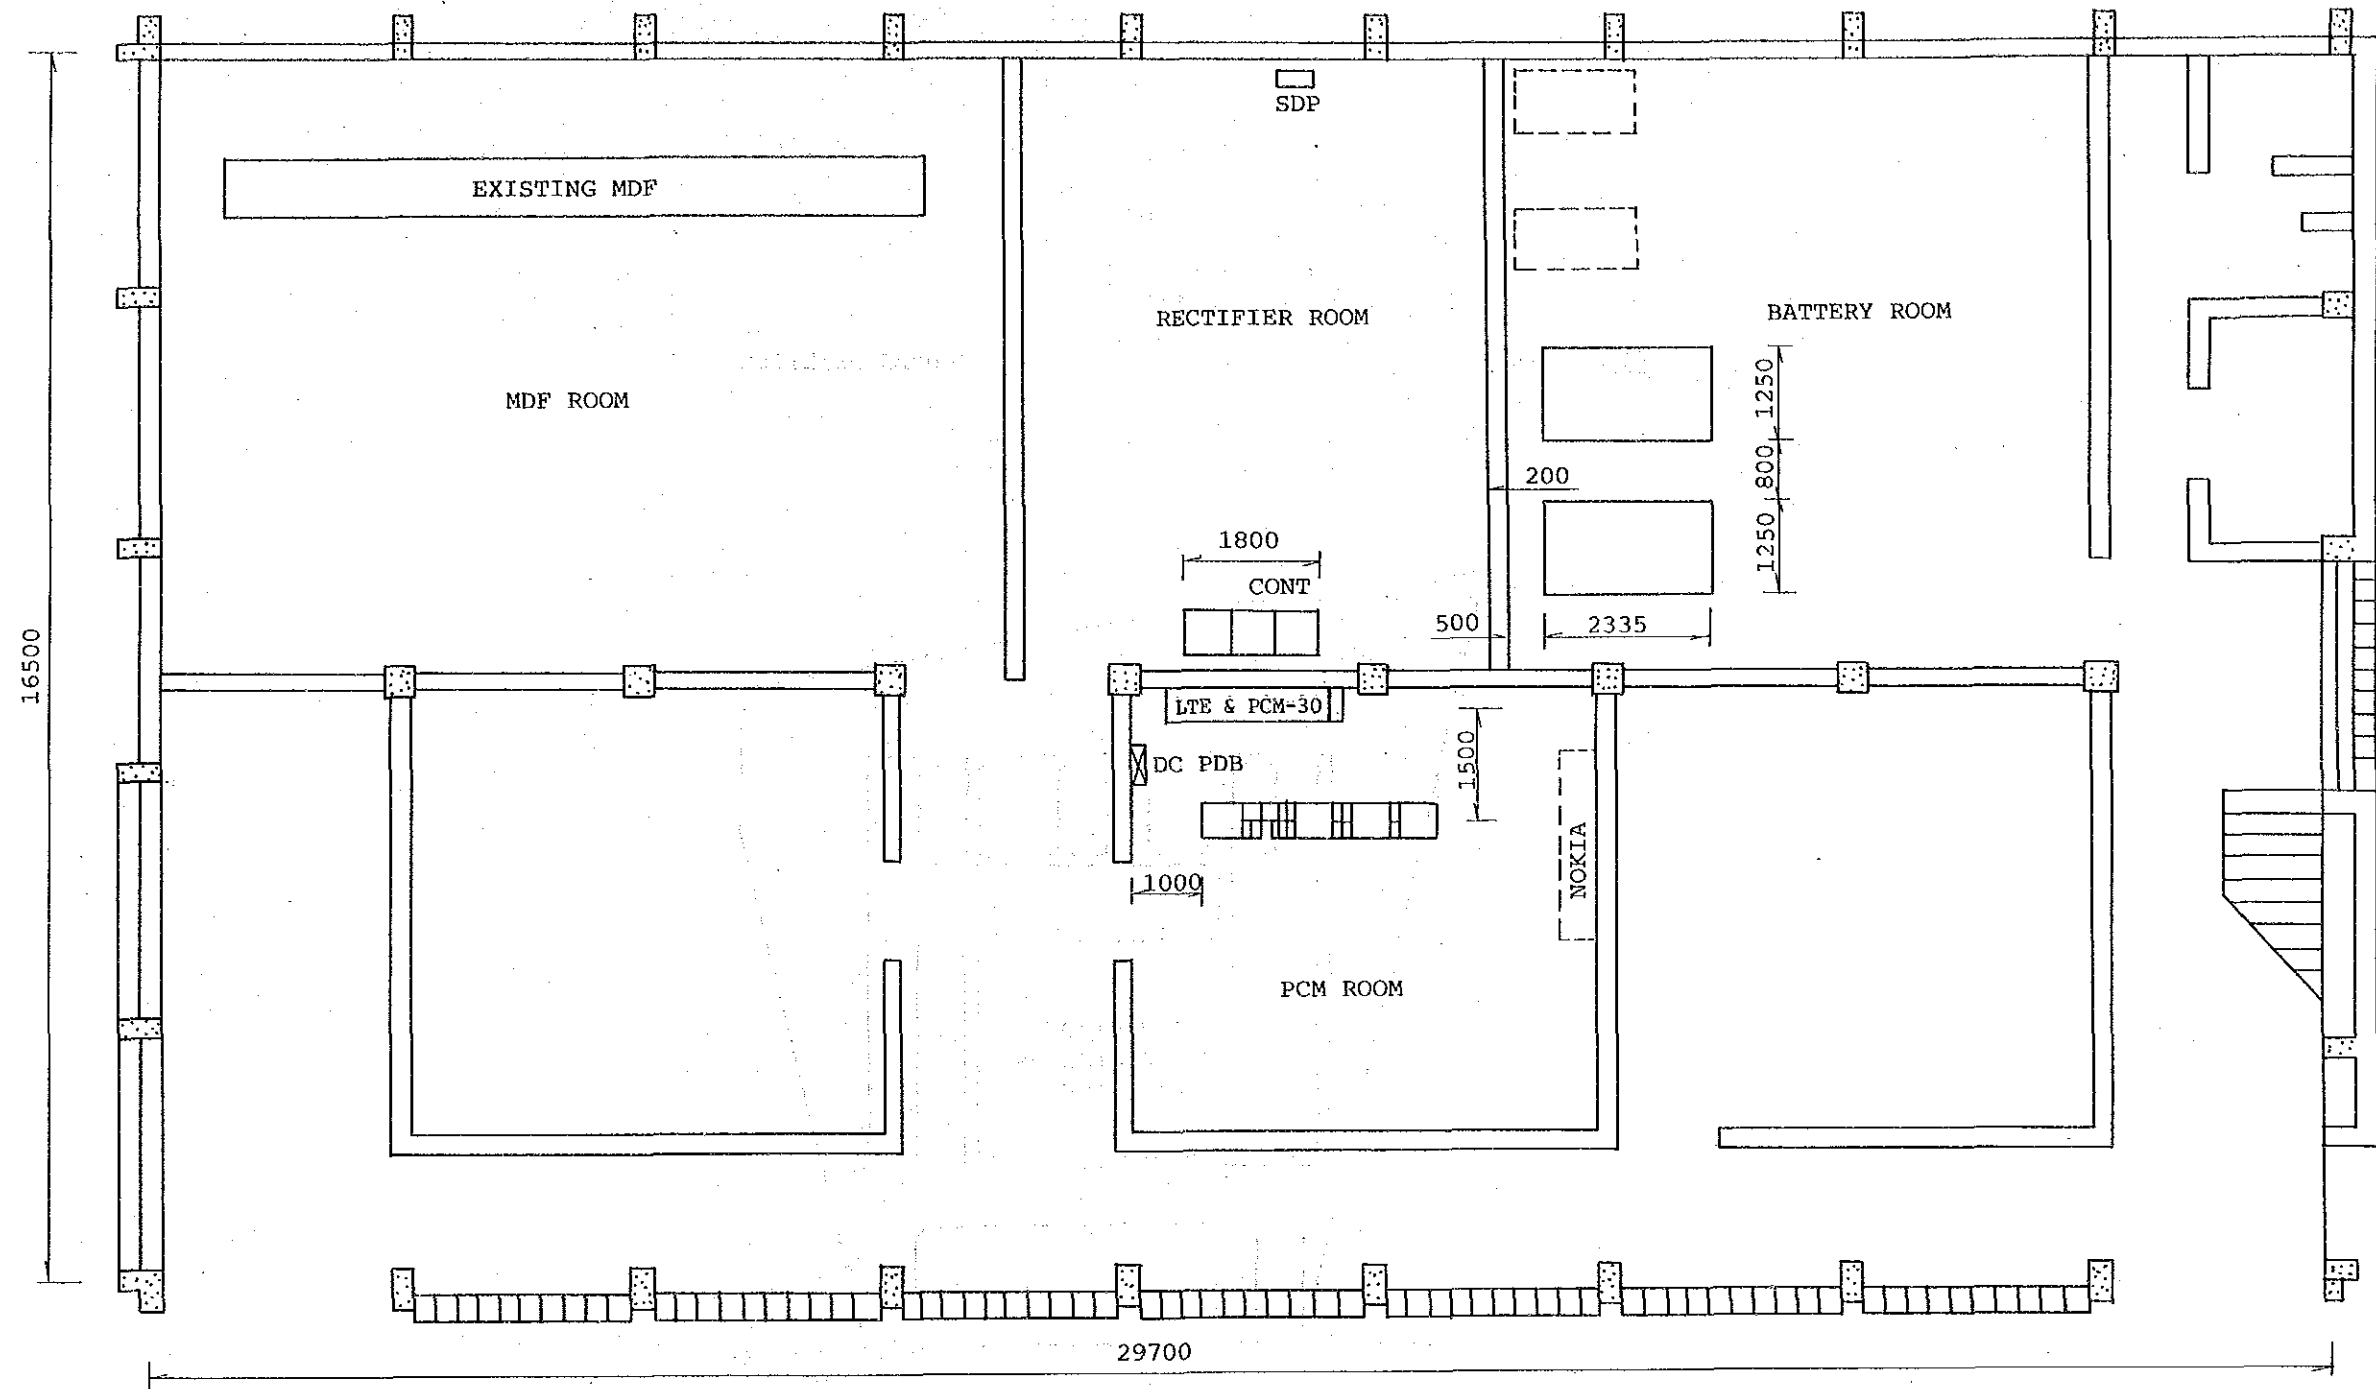 SDP
EXISTING MDF
RECTIFIER ROOM
BATTERY ROOM
MDF ROOM
1250
800
1250
200
1800
CONT
500
2335
16500
LTE & PCM-30
DC PDB
1500
NOKIA
1000
PCM ROOM
29700